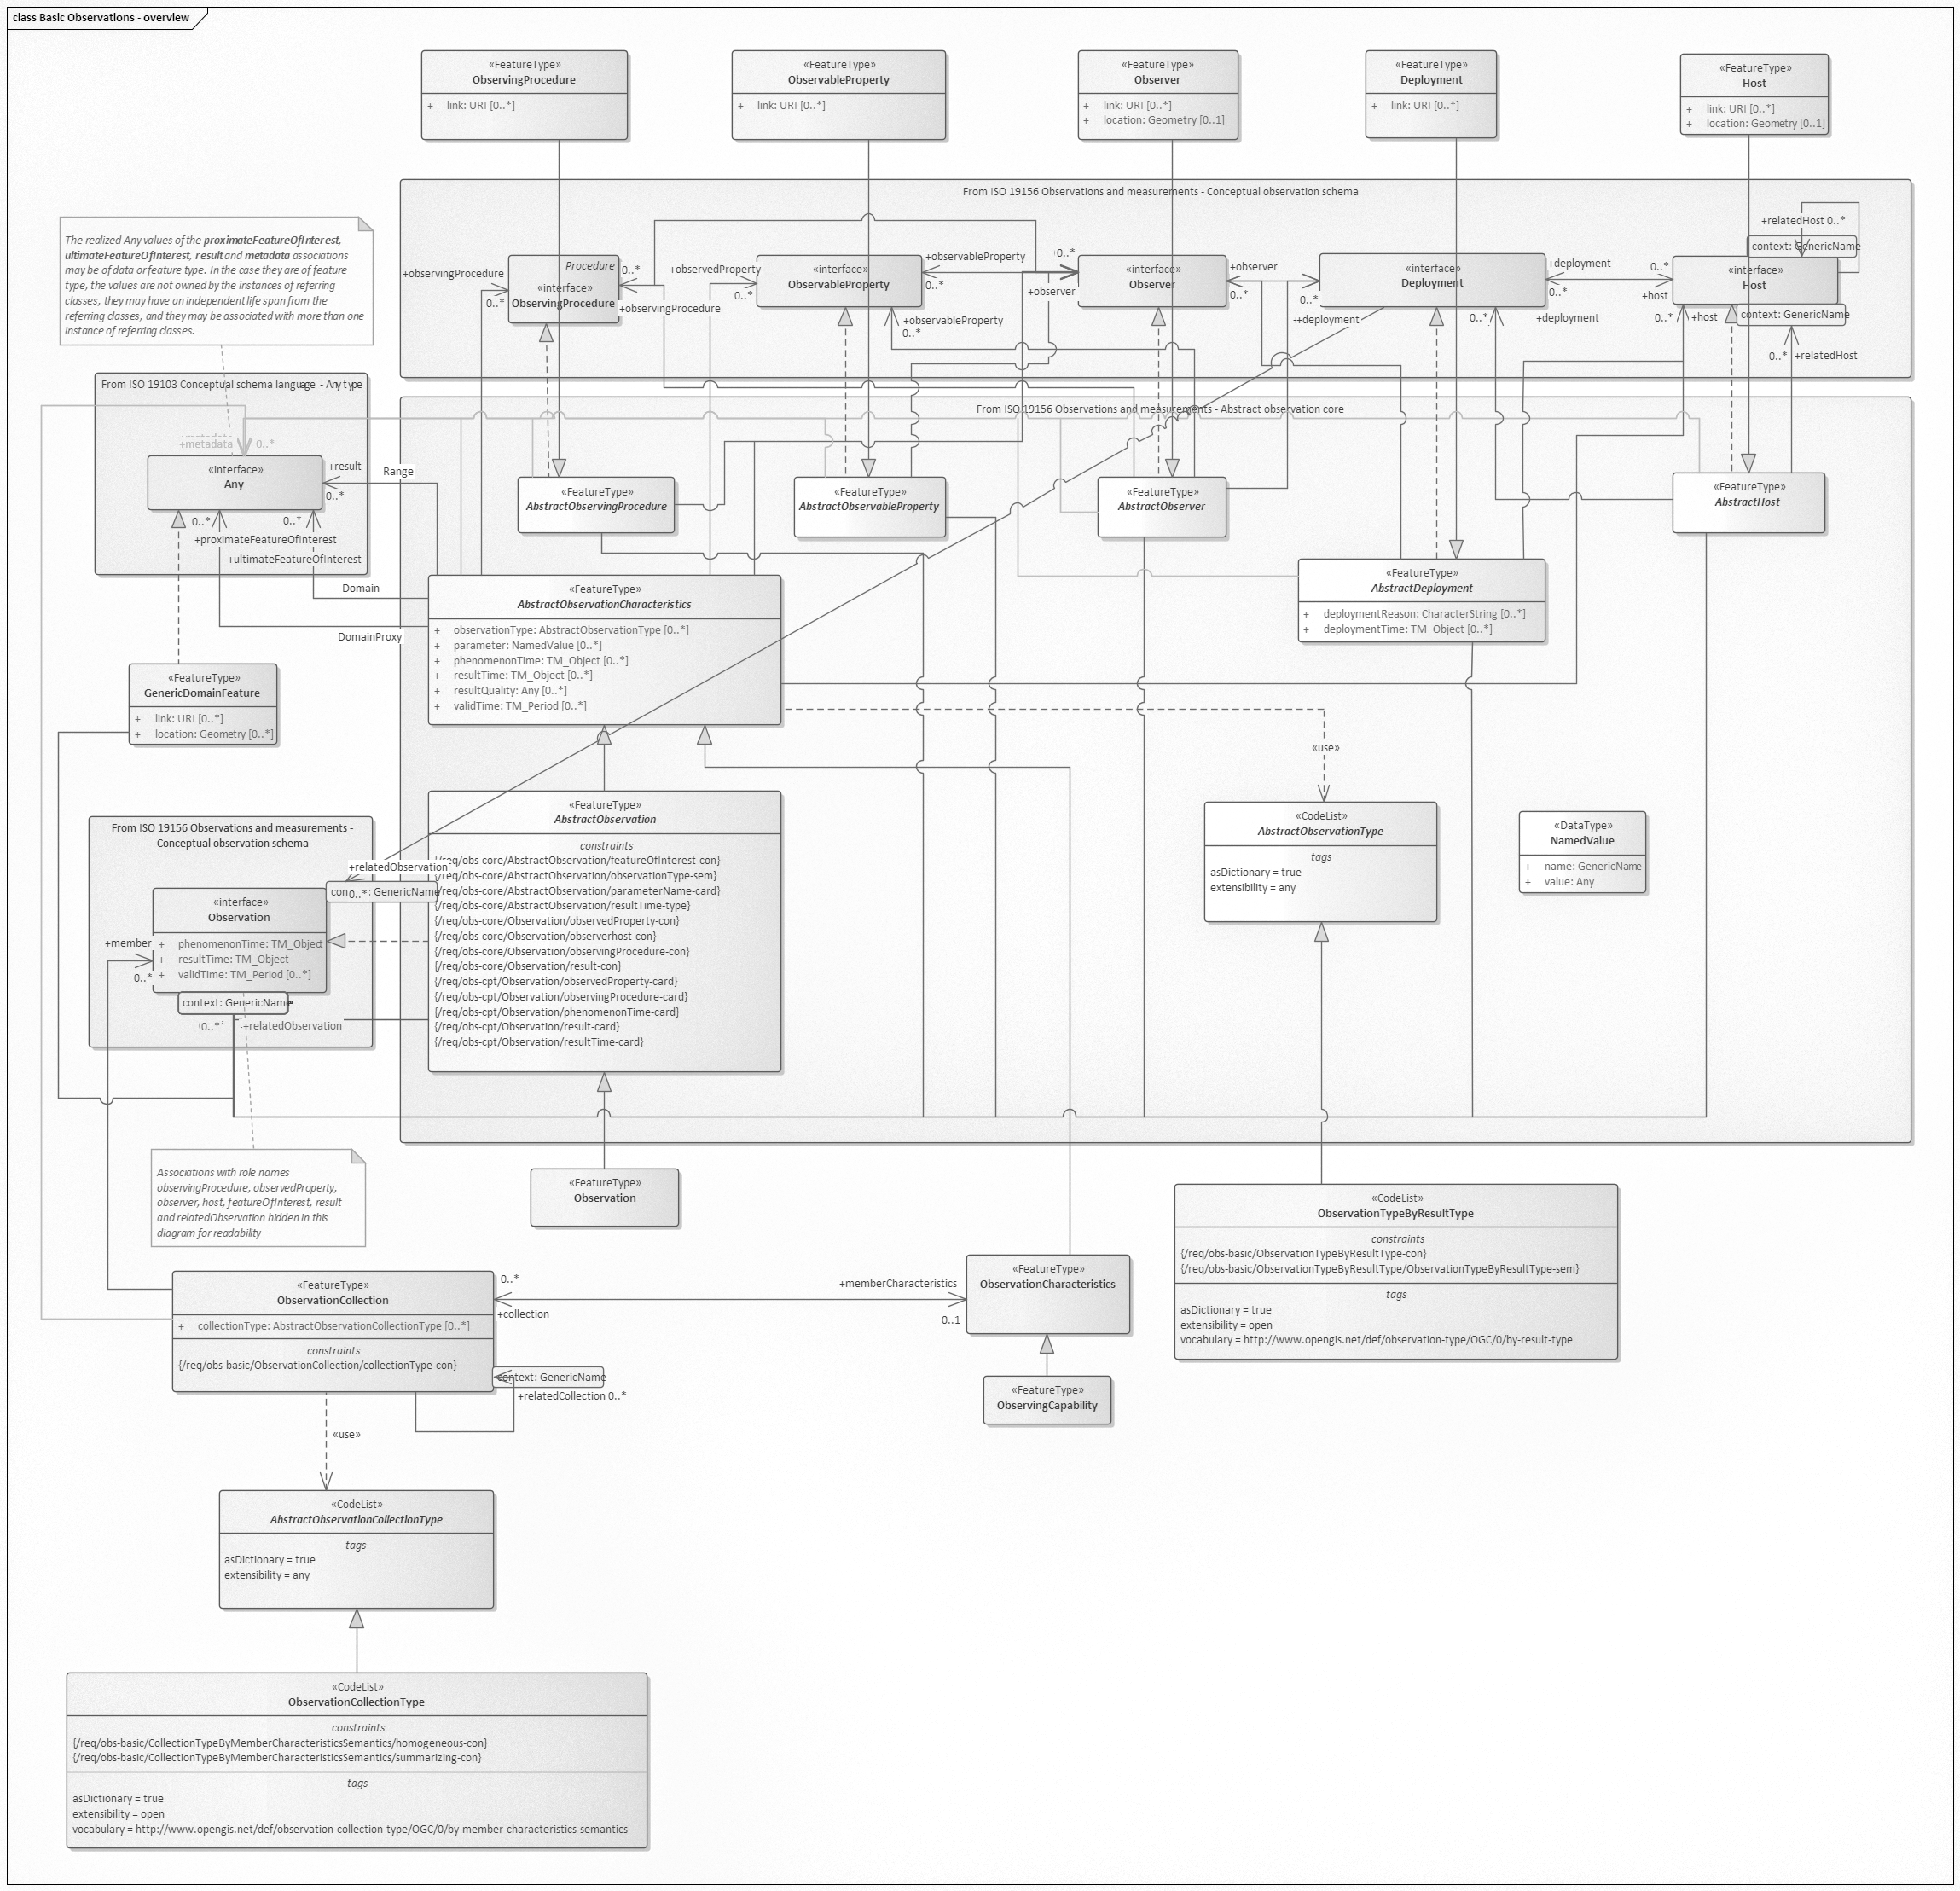 class Basic Observations - overview
«FeatureType»
ObservingProcedure
+ link: URI [0..*]
«FeatureType»
ObservableProperty
+ link: URI [0..*]
«FeatureType»
Observer
+ link: URI [0..*]
+ location: Geometry [0..1]
«FeatureType»
Deployment
+ link: URI [0..*]
«FeatureType»
Host
+ link: URI [0..*]
+ location: Geometry [0..1]
From ISO 19156 Observations and measurements - Conceptual observation schema
The realized Any values of the proximateFeatureOfInterest,
ultimateFeatureOfInterest, result and metadata associations
may be of data or feature type. In the case they are of feature
type, the values are not owned by the instances of referring
classes, they may have an independent life span from the
referring classes, and they may be associated with more than one
instance of referring classes.
+relatedHost 0..*
context: GenericName
+observingProcedure
0..*
Procedure
«interface»
ObservingProcedure
0..*
+observingProcedure
+observedProperty
0..*
«interface»
ObservableProperty
+observableProperty
0..*
+observableProperty
0..*
0..*
+observer
«interface»
Observer
+observer
0..*
0..*
+deployment
«interface»
Deployment
+deployment
0..*
0..*
+deployment
0..*
+host
«interface»
Host
0..*
+host
context: GenericName
0..*
+relatedHost
From ISO 19103 Conceptual schema language - Any type
+metadata
0..*
«interface»
Any
+result
0..*
Range
0..*
0..*
+proximateFeatureOfInterest
+ultimateFeatureOfInterest
Domain
DomainProxy
From ISO 19156 Observations and measurements - Abstract observation core
«FeatureType»
AbstractObservingProcedure
«FeatureType»
AbstractObservableProperty
«FeatureType»
AbstractObserver
«FeatureType»
AbstractHost
«FeatureType»
AbstractDeployment
+ deploymentReason: CharacterString [0..*]
+ deploymentTime: TM_Object [0..*]
«FeatureType»
AbstractObservationCharacteristics
+ observationType: AbstractObservationType [0..*]
+ parameter: NamedValue [0..*]
+ phenomenonTime: TM_Object [0..*]
+ resultTime: TM_Object [0..*]
+ resultQuality: Any [0..*]
+ validTime: TM_Period [0..*]
«FeatureType»
GenericDomainFeature
+ link: URI [0..*]
+ location: Geometry [0..*]
«use»
«FeatureType»
AbstractObservation
constraints
{/req/obs-core/AbstractObservation/featureOfInterest-con}
{/req/obs-core/AbstractObservation/observationType-sem}
{/req/obs-core/AbstractObservation/parameterName-card}
{/req/obs-core/AbstractObservation/resultTime-type}
{/req/obs-core/Observation/observedProperty-con}
{/req/obs-core/Observation/observerhost-con}
{/req/obs-core/Observation/observingProcedure-con}
{/req/obs-core/Observation/result-con}
{/req/obs-cpt/Observation/observedProperty-card}
{/req/obs-cpt/Observation/observingProcedure-card}
{/req/obs-cpt/Observation/phenomenonTime-card}
{/req/obs-cpt/Observation/result-card}
{/req/obs-cpt/Observation/resultTime-card}
«CodeList»
AbstractObservationType
tags
asDictionary = true
extensibility = any
«DataType»
NamedValue
+ name: GenericName
+ value: Any
From ISO 19156 Observations and measurements -
Conceptual observation schema
+relatedObservation
0..*
: GenericName
«interface»
Observation
+ phenomenonTime: TM_Object
+ resultTime: TM_Object
+ validTime: TM_Period [0..*]
+member
0..*
context: GenericName
0..*
+relatedObservation
Associations with role names
observingProcedure, observedProperty,
observer, host, featureOfInterest, result
and relatedObservation hidden in this
diagram for readability
«FeatureType»
Observation
«CodeList»
ObservationTypeByResultType
constraints
{/req/obs-basic/ObservationTypeByResultType-con}
{/req/obs-basic/ObservationTypeByResultType/ObservationTypeByResultType-sem}
tags
asDictionary = true
extensibility = open
vocabulary = http://www.opengis.net/def/observation-type/OGC/0/by-result-type
«FeatureType»
ObservationCollection
+ collectionType: AbstractObservationCollectionType [0..*]
constraints
{/req/obs-basic/ObservationCollection/collectionType-con}
0..*
+collection
+memberCharacteristics
0..1
«FeatureType»
ObservationCharacteristics
context: GenericName
+relatedCollection 0..*
«FeatureType»
ObservingCapability
«use»
«CodeList»
AbstractObservationCollectionType
tags
asDictionary = true
extensibility = any
«CodeList»
ObservationCollectionType
constraints
{/req/obs-basic/CollectionTypeByMemberCharacteristicsSemantics/homogeneous-con}
{/req/obs-basic/CollectionTypeByMemberCharacteristicsSemantics/summarizing-con}
tags
asDictionary = true
extensibility = open
vocabulary = http://www.opengis.net/def/observation-collection-type/OGC/0/by-member-characteristics-semantics